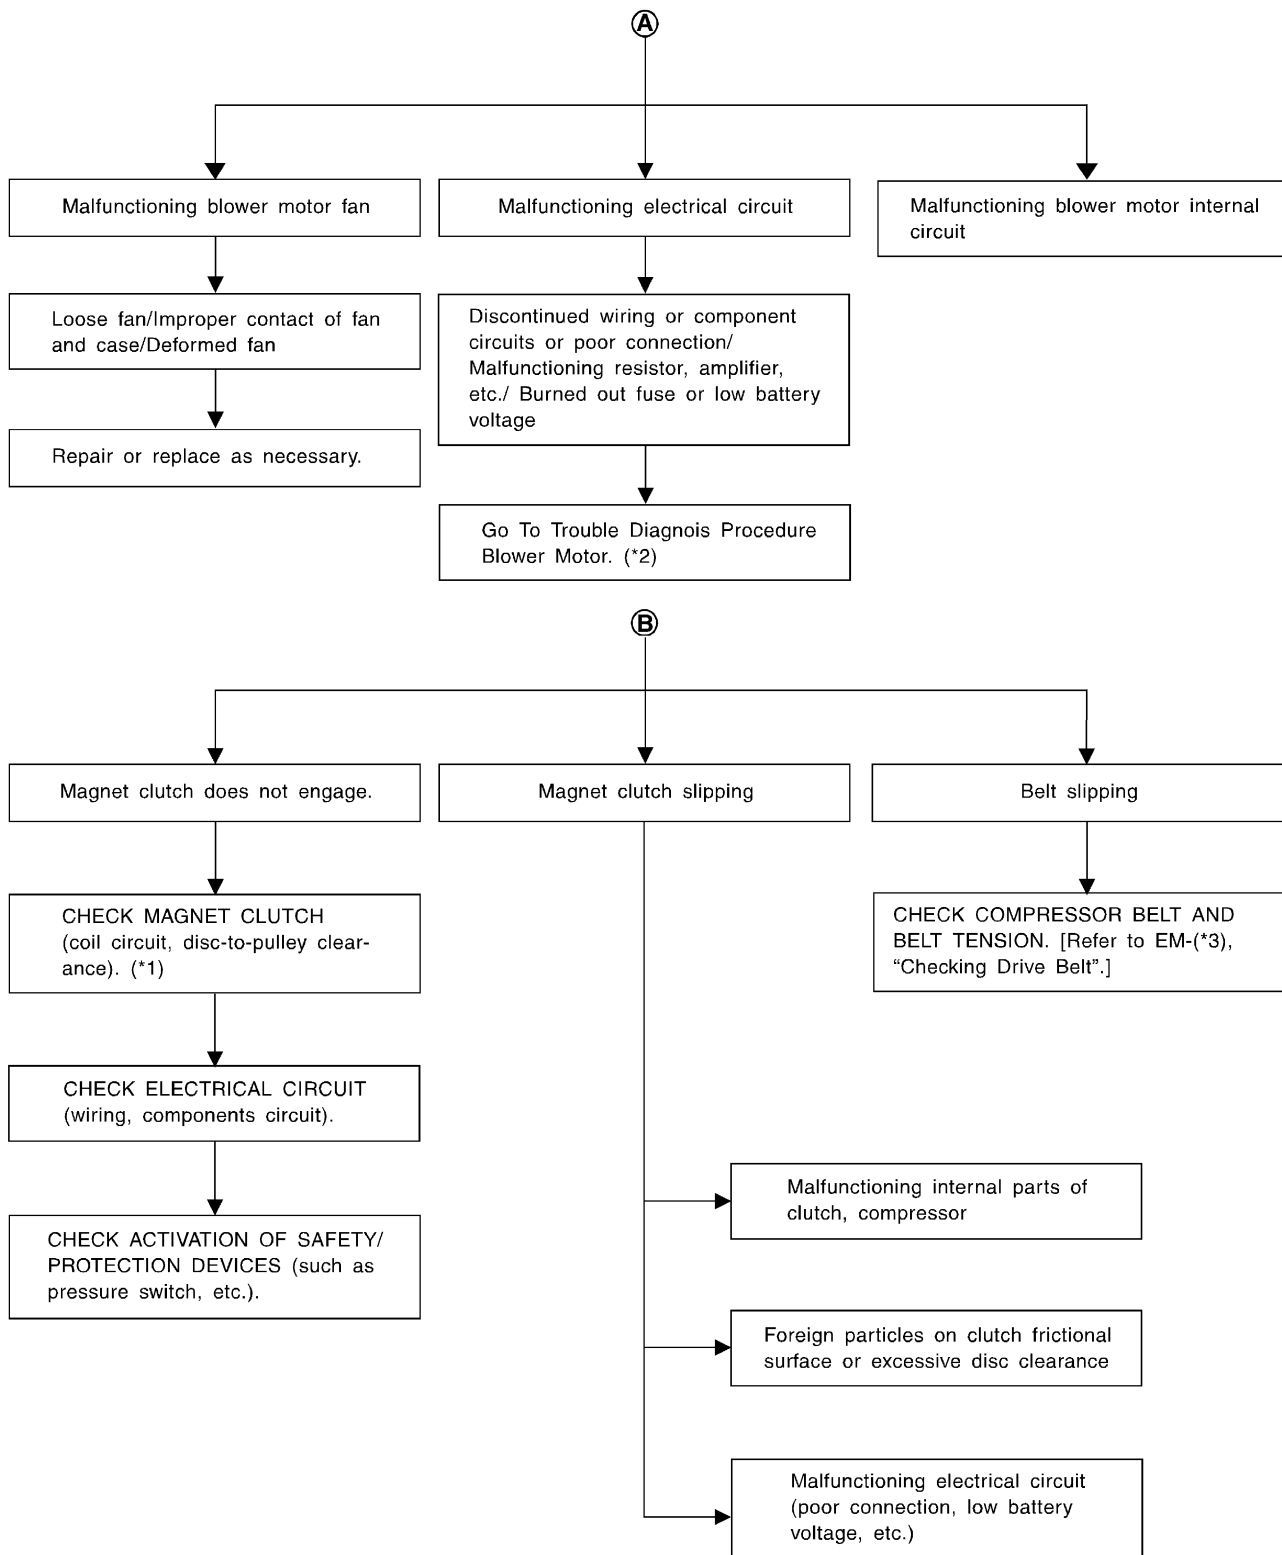 A
Malfunctioning blower motor fan
Malfunctioning electrical circuit
Malfunctioning blower motor internal
circuit
Loose fan/Improper contact of fan
and case/Deformed fan
Discontinued wiring or component
circuits or poor connection/
Malfunctioning resistor, amplifier,
etc./ Burned out fuse or low battery
voltage
Repair or replace as necessary.
Go To Trouble Diagnois Procedure
Blower Motor. (*2)
B
Magnet clutch does not engage.
Magnet clutch slipping
Belt slipping
CHECK MAGNET CLUTCH
(coil circuit, disc-to-pulley clear-
ance). (*1)
CHECK COMPRESSOR BELT AND
BELT TENSION. [Refer to EM-(*3),
“Checking Drive Belt”.]
CHECK ELECTRICAL CIRCUIT
(wiring, components circuit).
CHECK ACTIVATION OF SAFETY/
PROTECTION DEVICES (such as
pressure switch, etc.).
Malfunctioning internal parts of
clutch, compressor
Foreign particles on clutch frictional
surface or excessive disc clearance
Malfunctioning electrical circuit
(poor connection, low battery
voltage, etc.)